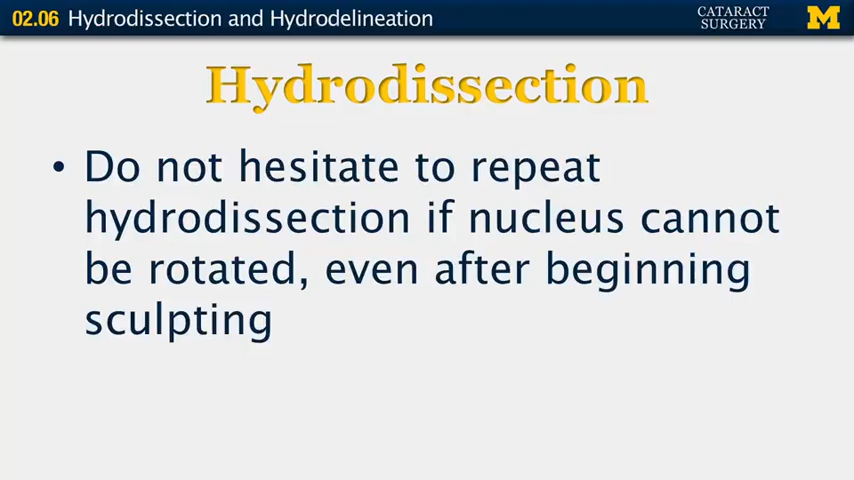 02.06 Hydrodissection and Hydrodelineation
CATARACT
SURGERY
M
Hydrodissection
• Do not hesitate to repeat
hydrodissection if nucleus cannot
be rotated, even after beginning
sculpting